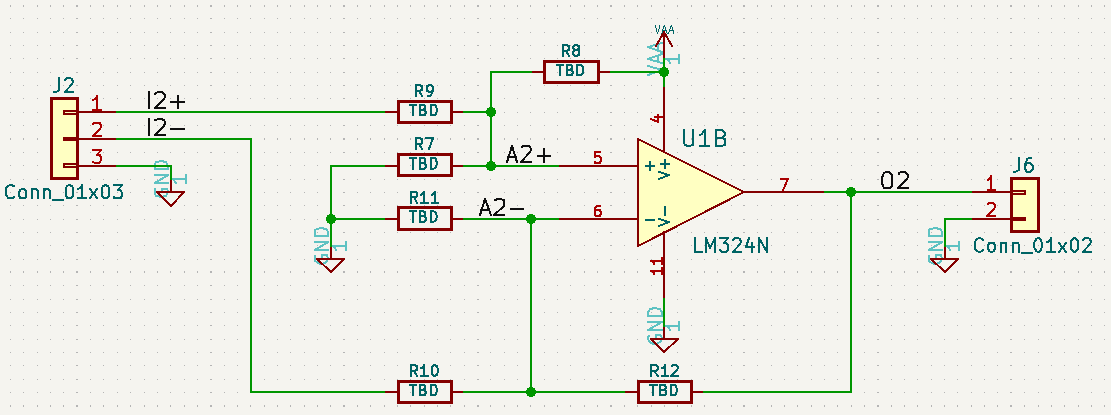 VAA
VAA
1
R8
TBD
J2
1
I2+
R9
TBD
2
I2-
4
U1B
3
R7
TBD
A2+
5
+
V+
GND
1
Conn_01x03
J6
R11
TBD
A2-
6
-
V-
7
O2
1
2
LM324N
Conn_01x02
GND
1
GND
1
11
GND
1
R10
TBD
R12
TBD